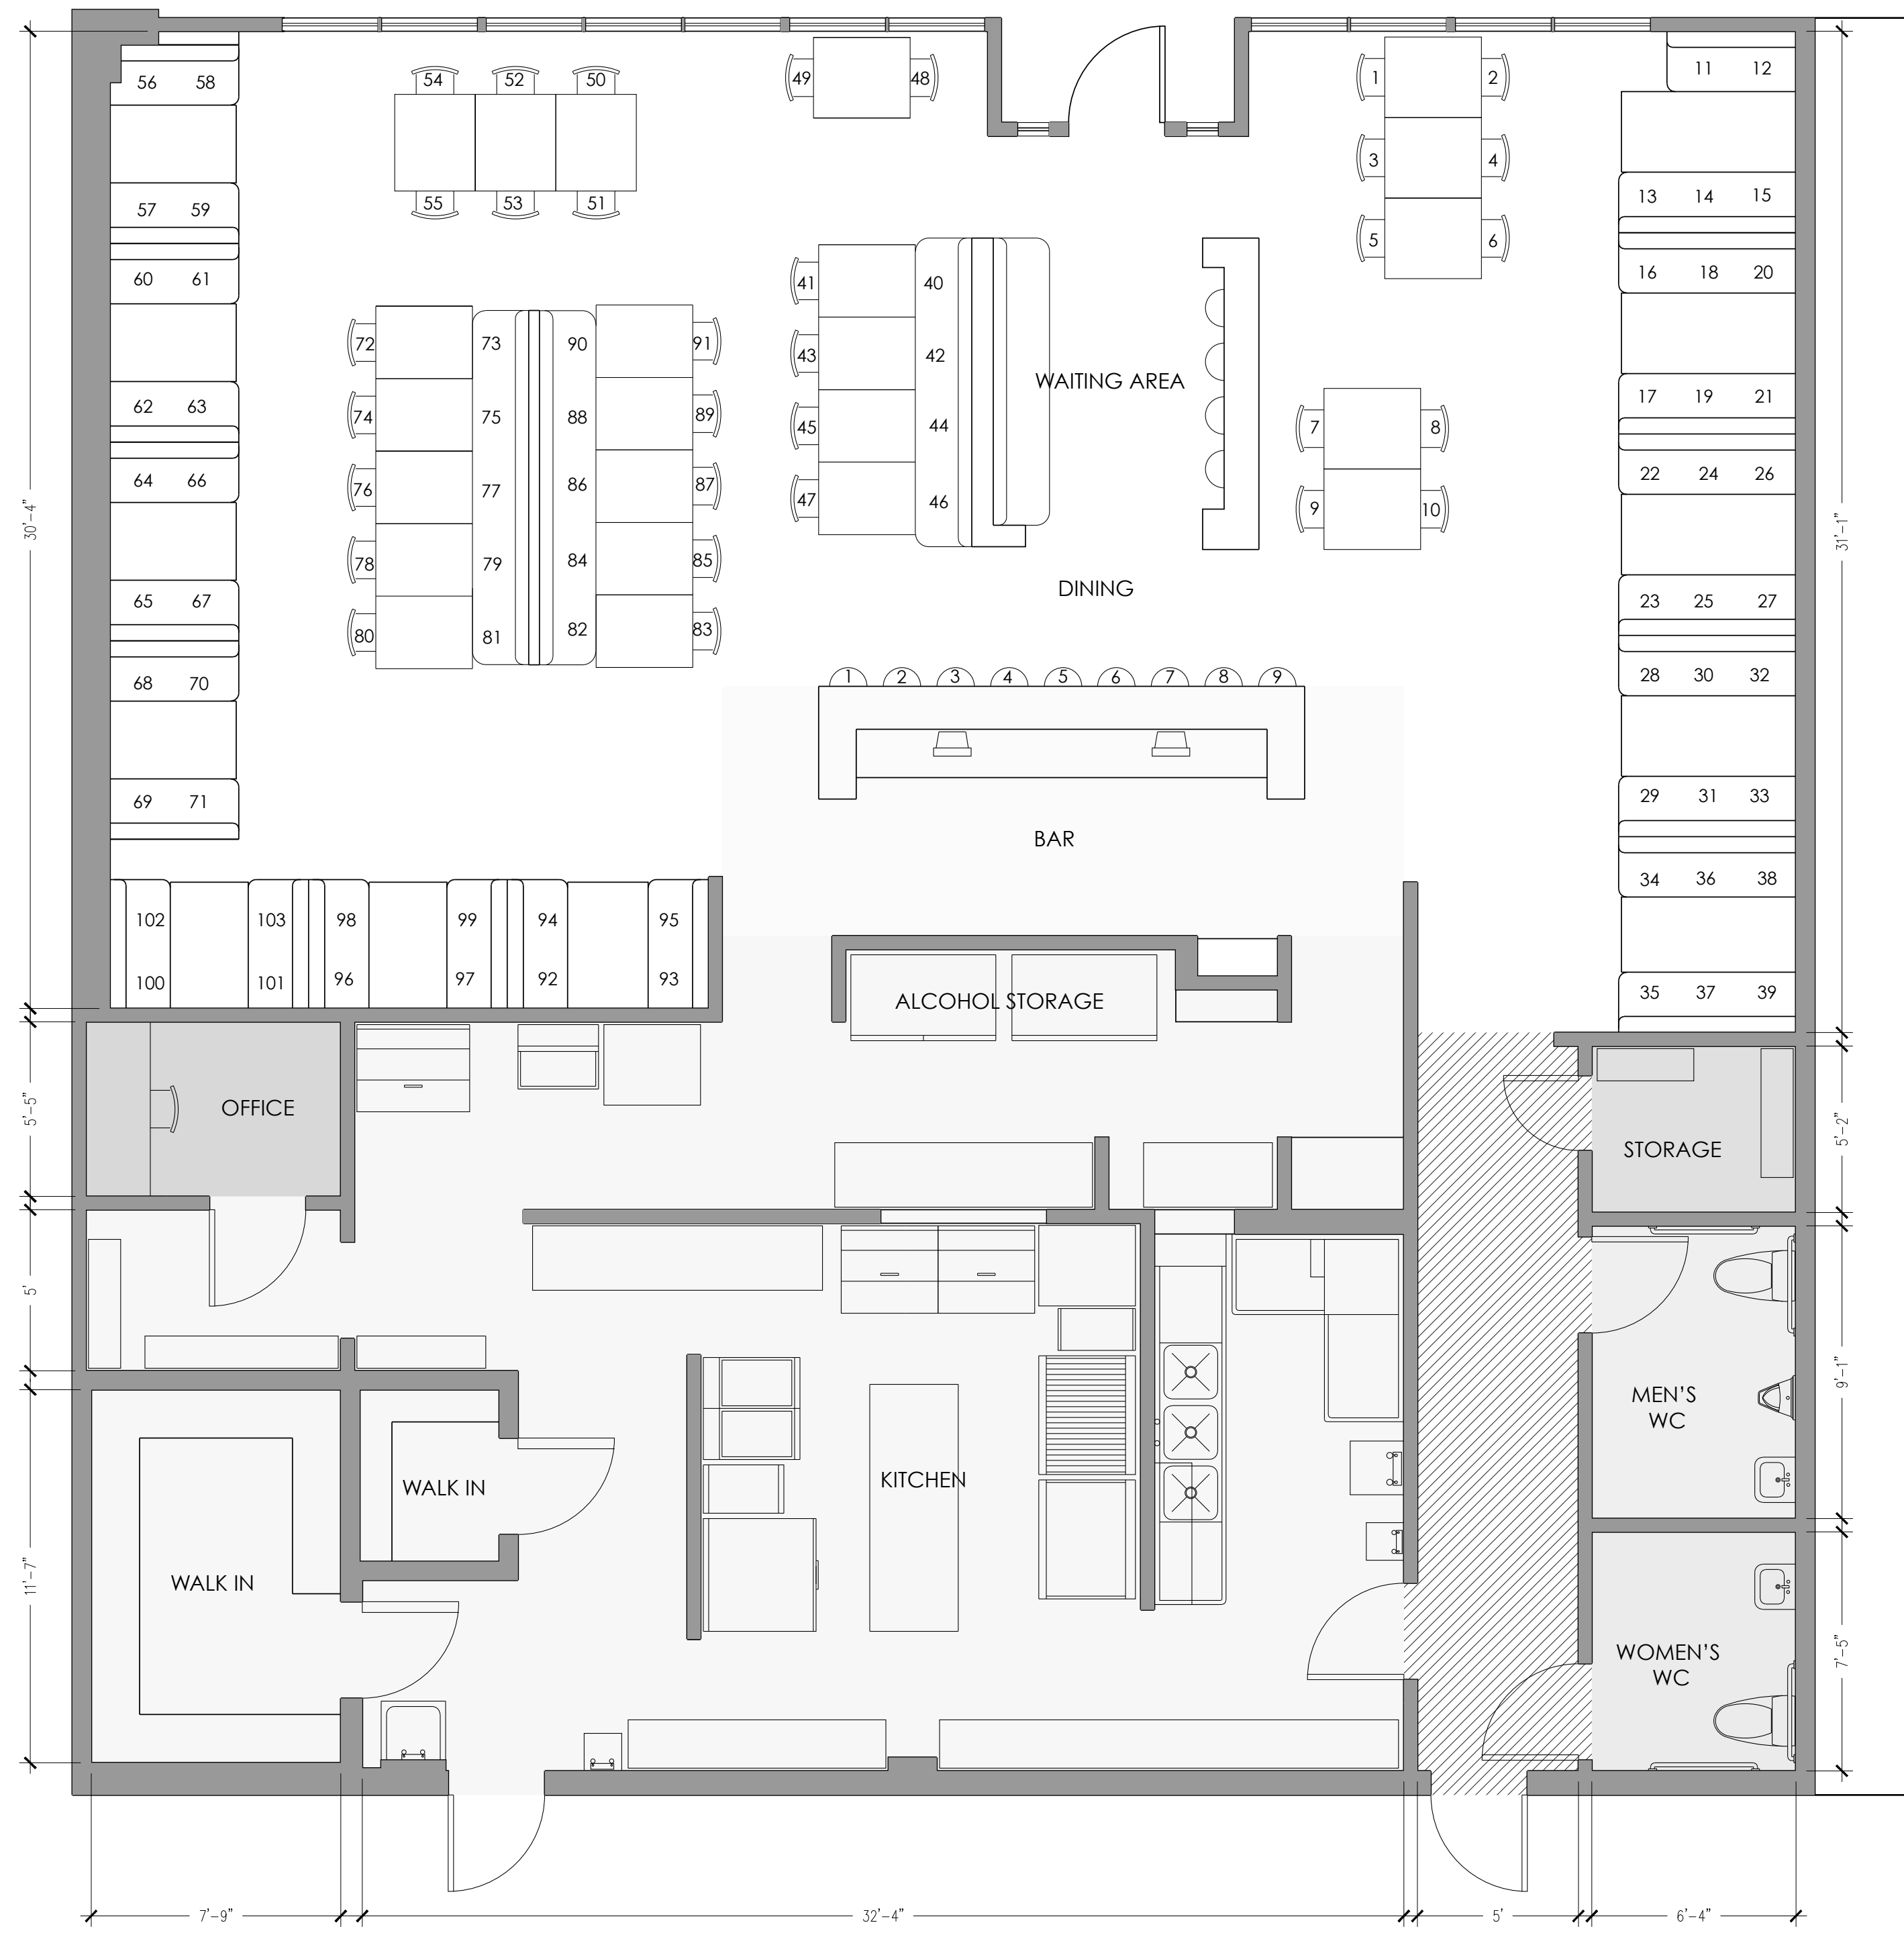 56 58
54 52 50
49 48
1 2
11 12
3 4
57 59
55 53 51
13 14 15
5 6
60 61
41 40
16 18 20
72 73 90 91
43 42
WAITING AREA
62 63
74 75 88 89
45 44
7 8
17 19 21
64 66
76 77 86 87
47 46
9 10
22 24 26
30'-4"
31'-1"
78 79 84 85
DINING
65 67
80 81 82 83
23 25 27
68 70
1 2 3 4 5 6 7 8 9
28 30 32
69 71
29 31 33
BAR
34 36 38
102 103 98 99 94 95
100 101 96 97 92 93
35 37 39
ALCOHOL STORAGE
5'-5"
OFFICE
5'-2"
STORAGE
5'
9'-1"
MEN'S
WC
WALK IN
KITCHEN
11'-7"
WALK IN
7'-5"
WOMEN'S
WC
7'-9"
32'-4"
5'
6'-4"